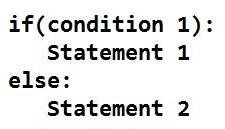 if(condition 1):
   Statement 1
else:
   Statement 2